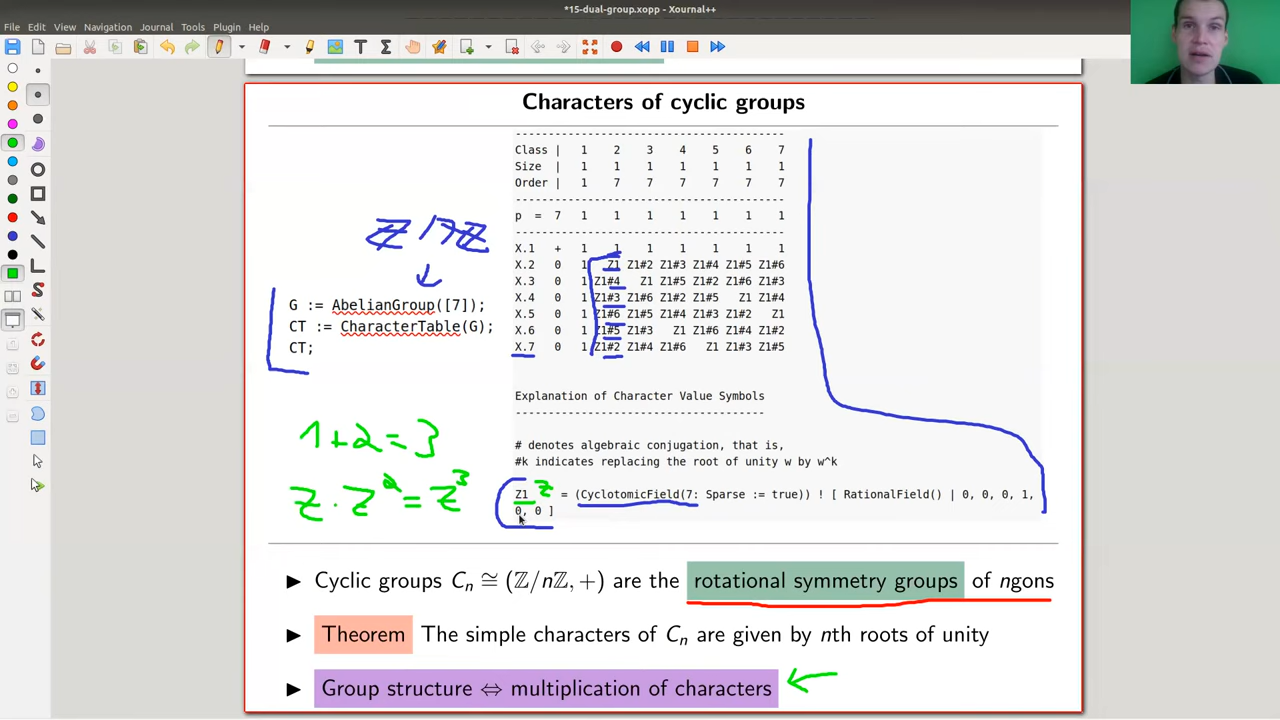 *15-dual-group.xopp - Xournal++
File Edit View Navigation Journal Tools Plugin Help
Characters of cyclic groups
Class | 1 2 3 4 5 6 7
Size | 1 1 1 1 1 1 1
Order | 1 7 7 7 7 7 7
p = 7 1 1 1 1 1 1 1
X.1 + 1 1 1 1 1 1 1
X.2 0 1 Z1 Z1#2 Z1#3 Z1#4 Z1#5 Z1#6
X.3 0 1 Z1#4 Z1 Z1#5 Z1#2 Z1#6 Z1#3
X.4 0 1 Z1#3 Z1#6 Z1#2 Z1#5 Z1 Z1#4
X.5 0 1 Z1#6 Z1#5 Z1#4 Z1#3 Z1#2 Z1
X.6 0 1 Z1#5 Z1#3 Z1 Z1#6 Z1#4 Z1#2
X.7 0 1 Z1#2 Z1#4 Z1#6 Z1 Z1#3 Z1#5
ℤ/7ℤ
G := AbelianGroup([7]);
CT := CharacterTable(G);
CT;
Explanation of Character Value Symbols
# denotes algebraic conjugation, that is,
#k indicates replacing the root of unity w by w^k
1+2=3
z · z² = z³
Z1 z = (CyclotomicField(7: Sparse := true)) ! [ RationalField() | 0, 0, 0, 1,
0, 0 ]
► Cyclic groups Cₙ ≅ (ℤ/nℤ, +) are the rotational symmetry groups of ngons
► Theorem The simple characters of Cₙ are given by nth roots of unity
► Group structure ⇔ multiplication of characters